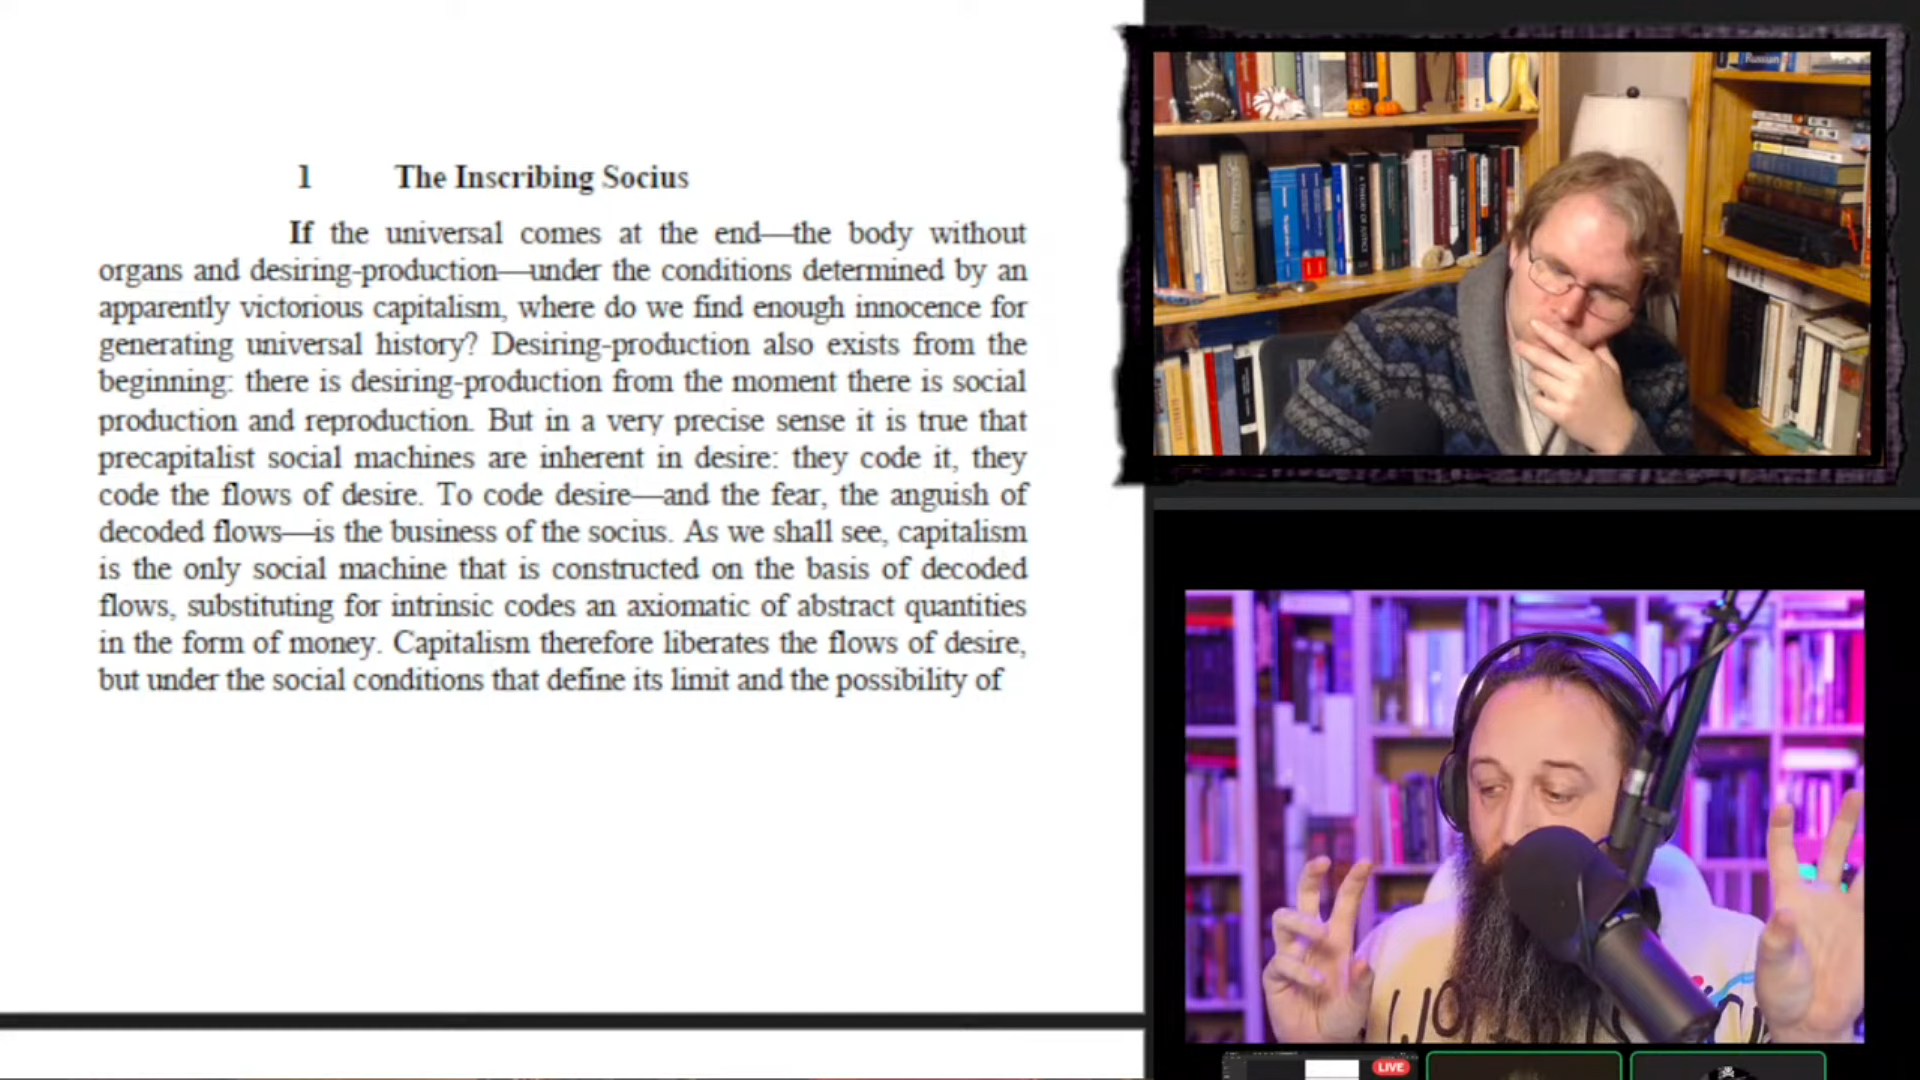 1 The Inscribing Socius
If the universal comes at the end—the body without
organs and desiring-production—under the conditions determined by an
apparently victorious capitalism, where do we find enough innocence for
generating universal history? Desiring-production also exists from the
beginning: there is desiring-production from the moment there is social
production and reproduction. But in a very precise sense it is true that
precapitalist social machines are inherent in desire: they code it, they
code the flows of desire. To code desire—and the fear, the anguish of
decoded flows—is the business of the socius. As we shall see, capitalism
is the only social machine that is constructed on the basis of decoded
flows, substituting for intrinsic codes an axiomatic of abstract quantities
in the form of money. Capitalism therefore liberates the flows of desire,
but under the social conditions that define its limit and the possibility of
Russian
A THEORY OF JUSTICE
LIVE